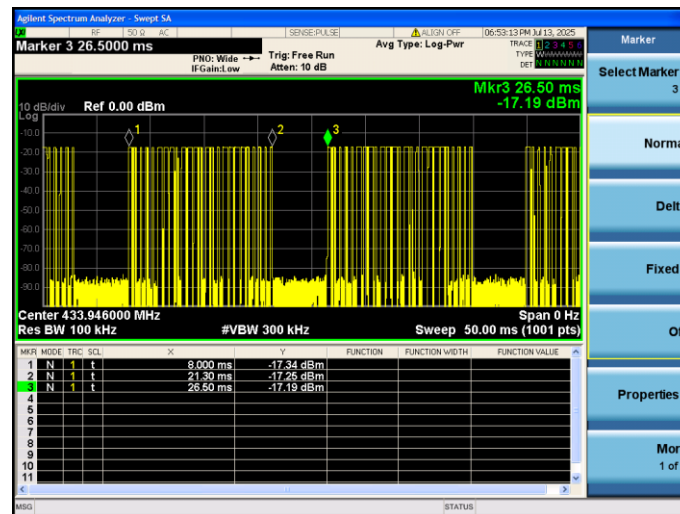 Agilent Spectrum Analyzer - Swept SA
RF 50 Ω AC SENSE:PULSE ALIGN OFF 06:53:13 PM Jul 13, 2025
Marker 3 26.5000 ms
PNO: Wide
IFGain:Low
Trig: Free Run
Atten: 10 dB
Avg Type: Log-Pwr
TRACE 1 2 3 4 5 6
TYPE
DET N N N N N N
Mkr3 26.50 ms
-17.19 dBm
10 dB/div Ref 0.00 dBm
Log
1 2 3
-10.0
-20.0
-30.0
-40.0
-50.0
-60.0
-70.0
-80.0
-90.0
Center 433.946000 MHz Span 0 Hz
Res BW 100 kHz #VBW 300 kHz Sweep 50.00 ms (1001 pts)
MKR MODE TRC SCL X Y FUNCTION FUNCTION WIDTH FUNCTION VALUE
1 N 1 t 8.000 ms -17.34 dBm
2 N 1 t 21.30 ms -17.25 dBm
3 N 1 t 26.50 ms -17.19 dBm
4
5
6
7
8
9
10
11
MSG STATUS
Marker
Select Marker
3
Norma
Delt
Fixed
Of
Properties
Mor
1 of